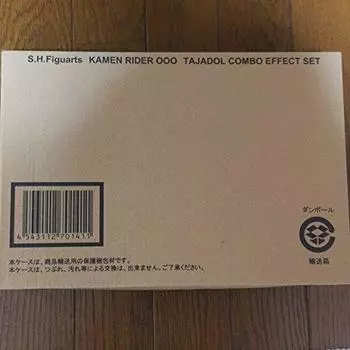 S.H.Figuarts KAMEN RIDER OOO TAJADOL COMBO EFFECT SET
4543112701411
本ケースは、商品輸送用の保護梱包材です。
本ケースは、つぶれ、汚れ等による交換は、出来ません。ご了承ください。
ダンボール
輸送箱